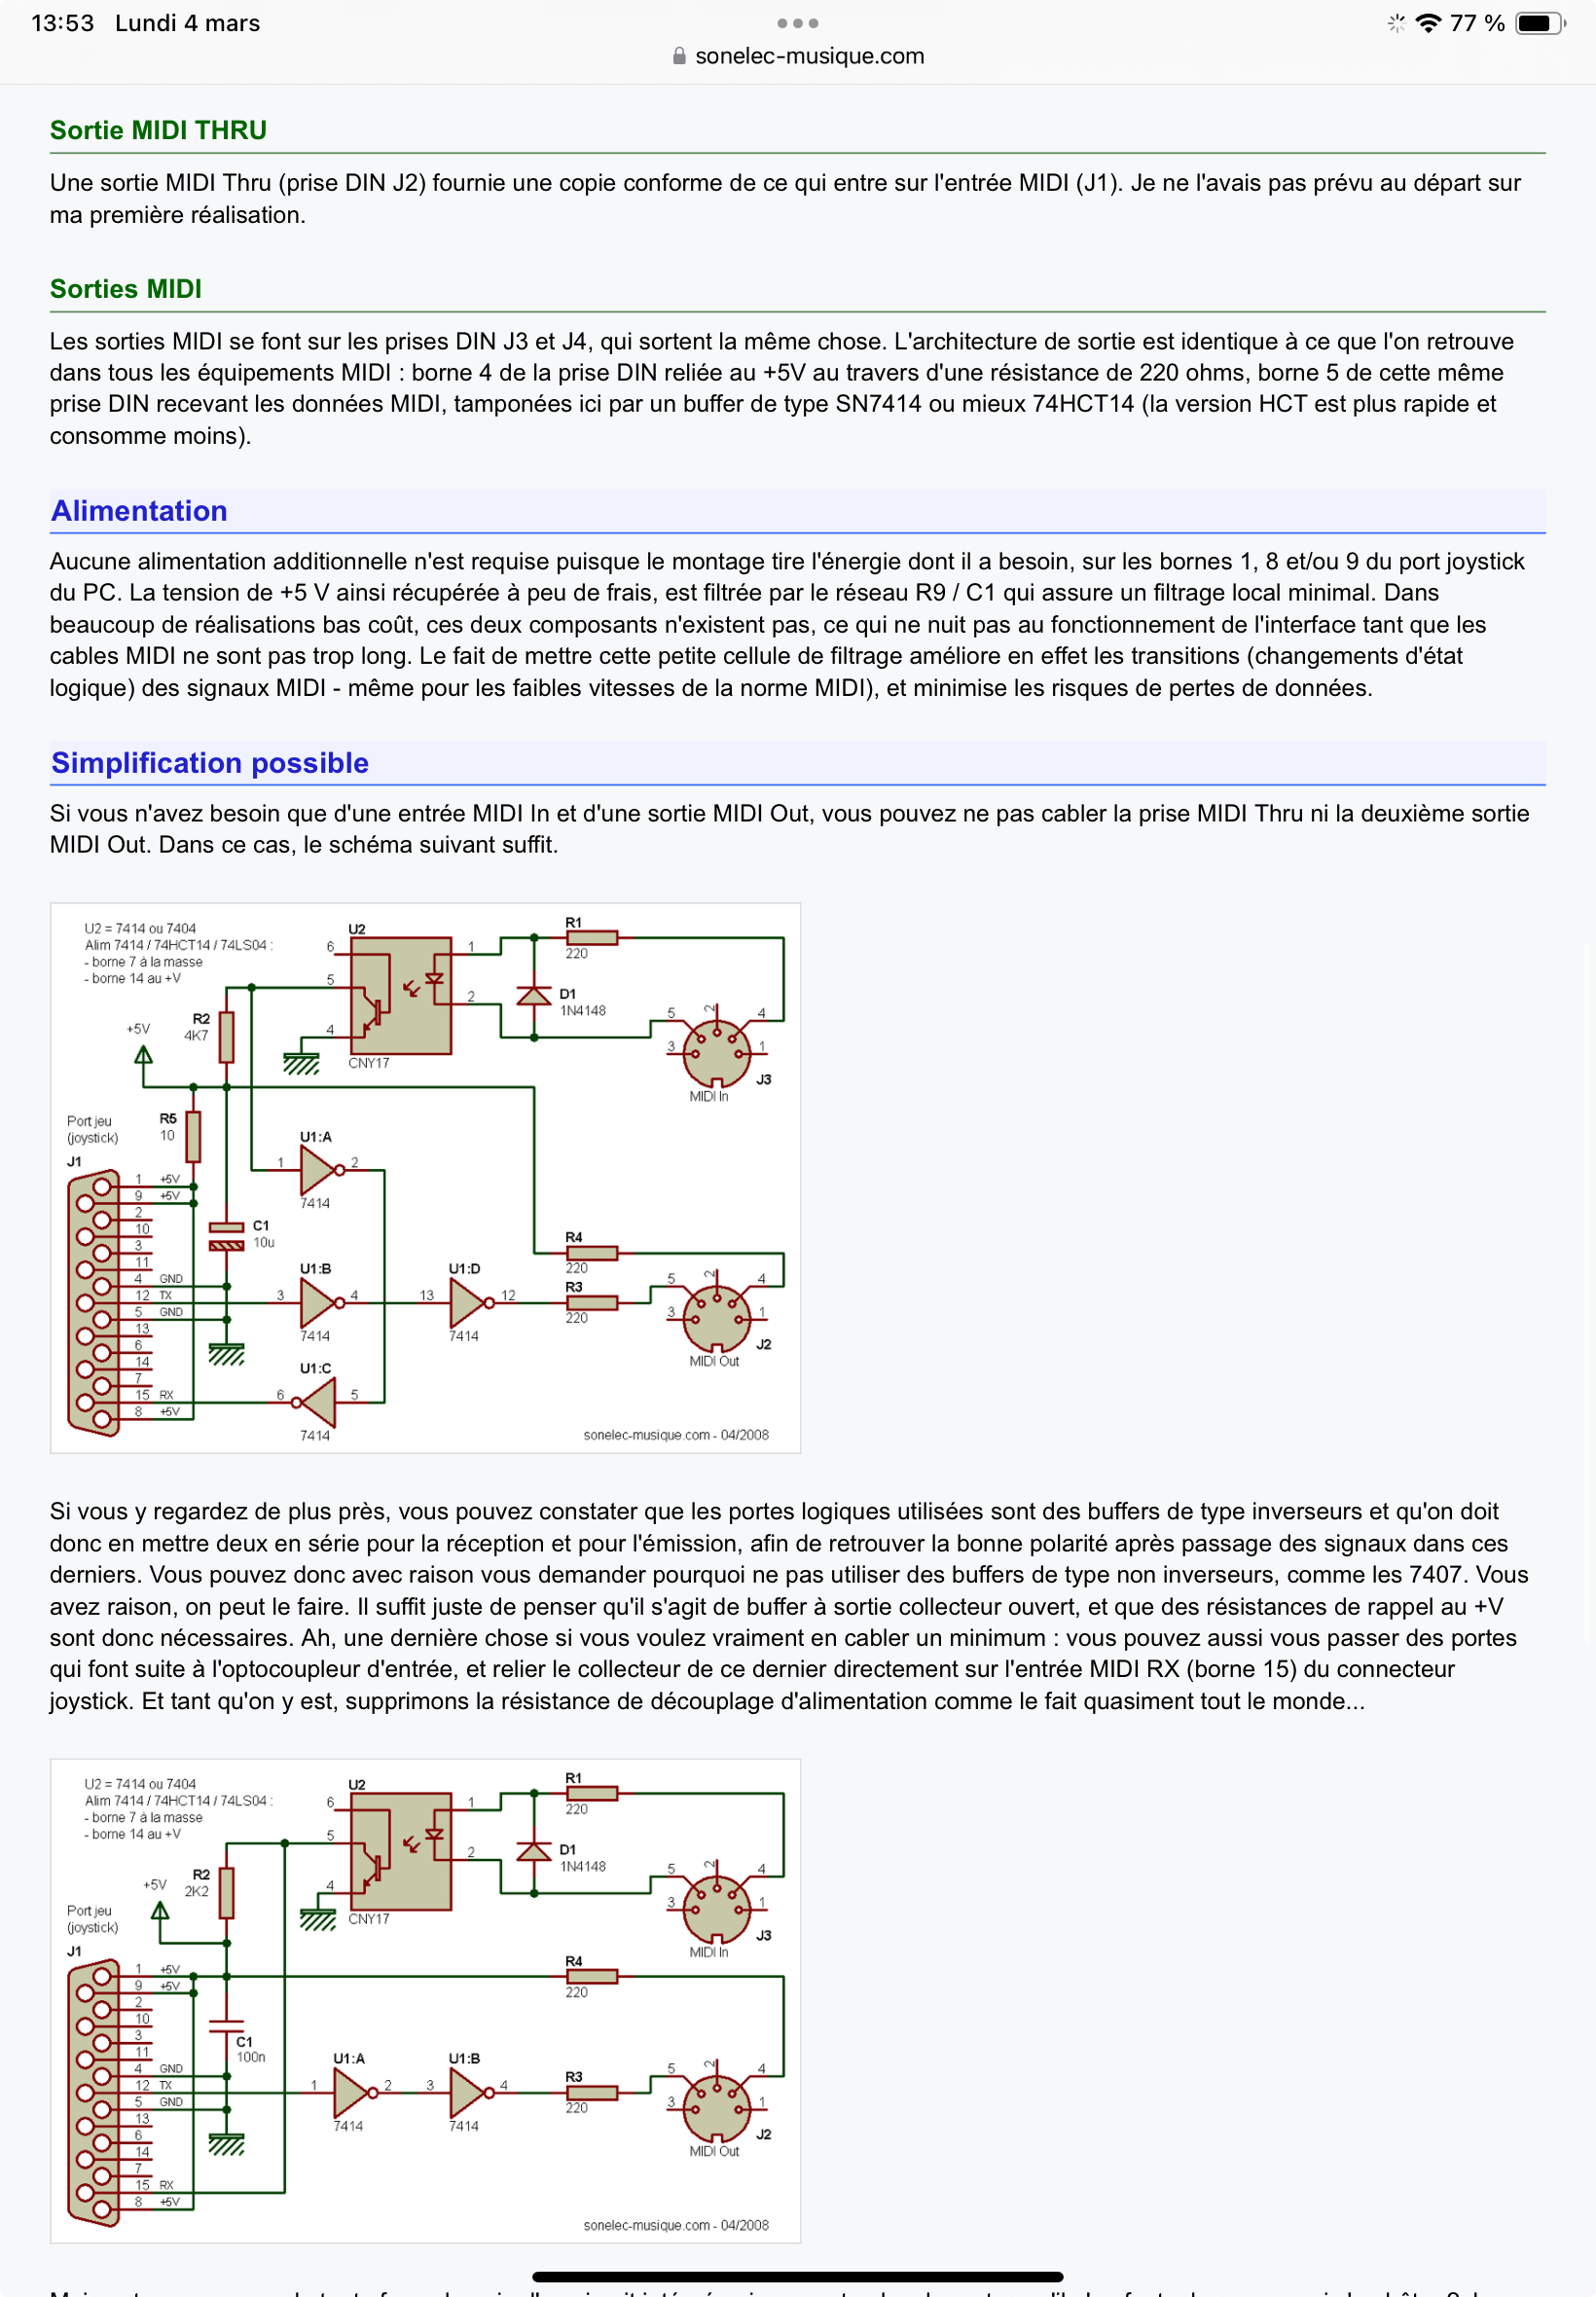 13:53 Lundi 4 mars
77 %
sonelec-musique.com
Sortie MIDI THRU
Une sortie MIDI Thru (prise DIN J2) fournie une copie conforme de ce qui entre sur l'entrée MIDI (J1). Je ne l'avais pas prévu au départ sur
ma première réalisation.
Sorties MIDI
Les sorties MIDI se font sur les prises DIN J3 et J4, qui sortent la même chose. L'architecture de sortie est identique à ce que l'on retrouve
dans tous les équipements MIDI : borne 4 de la prise DIN reliée au +5V au travers d'une résistance de 220 ohms, borne 5 de cette même
prise DIN recevant les données MIDI, tamponées ici par un buffer de type SN7414 ou mieux 74HCT14 (la version HCT est plus rapide et
consomme moins).
Alimentation
Aucune alimentation additionnelle n'est requise puisque le montage tire l'énergie dont il a besoin, sur les bornes 1, 8 et/ou 9 du port joystick
du PC. La tension de +5 V ainsi récupérée à peu de frais, est filtrée par le réseau R9 / C1 qui assure un filtrage local minimal. Dans
beaucoup de réalisations bas coût, ces deux composants n'existent pas, ce qui ne nuit pas au fonctionnement de l'interface tant que les
cables MIDI ne sont pas trop long. Le fait de mettre cette petite cellule de filtrage améliore en effet les transitions (changements d'état
logique) des signaux MIDI - même pour les faibles vitesses de la norme MIDI), et minimise les risques de pertes de données.
Simplification possible
Si vous n'avez besoin que d'une entrée MIDI In et d'une sortie MIDI Out, vous pouvez ne pas cabler la prise MIDI Thru ni la deuxième sortie
MIDI Out. Dans ce cas, le schéma suivant suffit.
U2 = 7414 ou 7404
Alim 7414 / 74HCT14 / 74LS04 :
- borne 7 à la masse
- borne 14 au +V
U2
6
5
4
1
2
CNY17
R1
220
D1
1N4148
5
2
4
3
1
J3
MIDI In
R2
4K7
+5V
R5
10
Port jeu
(joystick)
J1
1 +5V
9 +5V
2
10
3
11
4 GND
12 TX
5 GND
13
6
14
7
15 RX
8 +5V
C1
10u
U1:A
1
2
7414
U1:B
3
4
7414
U1:D
13
12
7414
U1:C
6
5
7414
R4
220
R3
220
5
2
4
3
1
J2
MIDI Out
sonelec-musique.com - 04/2008
Si vous y regardez de plus près, vous pouvez constater que les portes logiques utilisées sont des buffers de type inverseurs et qu'on doit
donc en mettre deux en série pour la réception et pour l'émission, afin de retrouver la bonne polarité après passage des signaux dans ces
derniers. Vous pouvez donc avec raison vous demander pourquoi ne pas utiliser des buffers de type non inverseurs, comme les 7407. Vous
avez raison, on peut le faire. Il suffit juste de penser qu'il s'agit de buffer à sortie collecteur ouvert, et que des résistances de rappel au +V
sont donc nécessaires. Ah, une dernière chose si vous voulez vraiment en cabler un minimum : vous pouvez aussi vous passer des portes
qui font suite à l'optocoupleur d'entrée, et relier le collecteur de ce dernier directement sur l'entrée MIDI RX (borne 15) du connecteur
joystick. Et tant qu'on y est, supprimons la résistance de découplage d'alimentation comme le fait quasiment tout le monde...
U2 = 7414 ou 7404
Alim 7414 / 74HCT14 / 74LS04 :
- borne 7 à la masse
- borne 14 au +V
U2
6
5
4
1
2
CNY17
R1
220
D1
1N4148
5
2
4
3
1
J3
MIDI In
R2
2K2
+5V
Port jeu
(joystick)
J1
1 +5V
9 +5V
2
10
3
11
4 GND
12 TX
5 GND
13
6
14
7
15 RX
8 +5V
C1
100n
U1:A
1
2
7414
U1:B
3
4
7414
R4
220
R3
220
5
2
4
3
1
J2
MIDI Out
sonelec-musique.com - 04/2008